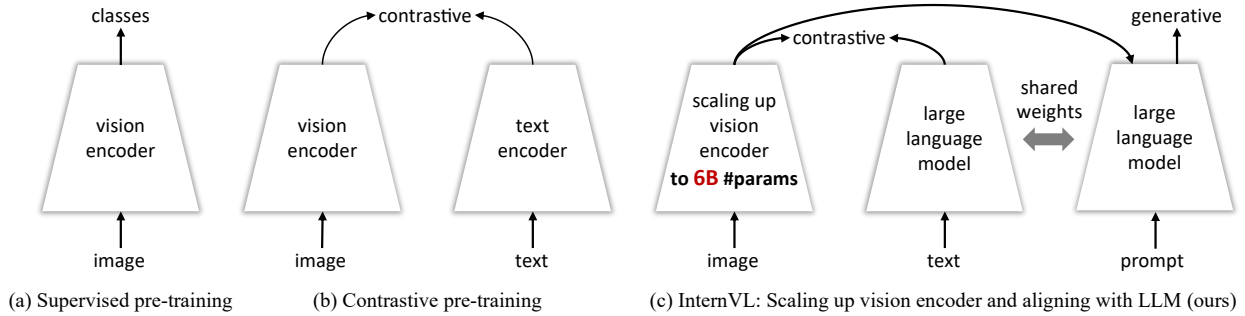 classes
vision
encoder
image
(a) Supervised pre-training
contrastive
vision
encoder
image
text
encoder
text
(b) Contrastive pre-training
contrastive
generative
scaling up
vision
encoder
to 6B #params
image
large
language
model
text
shared
weights
large
language
model
prompt
(c) InternVL: Scaling up vision encoder and aligning with LLM (ours)